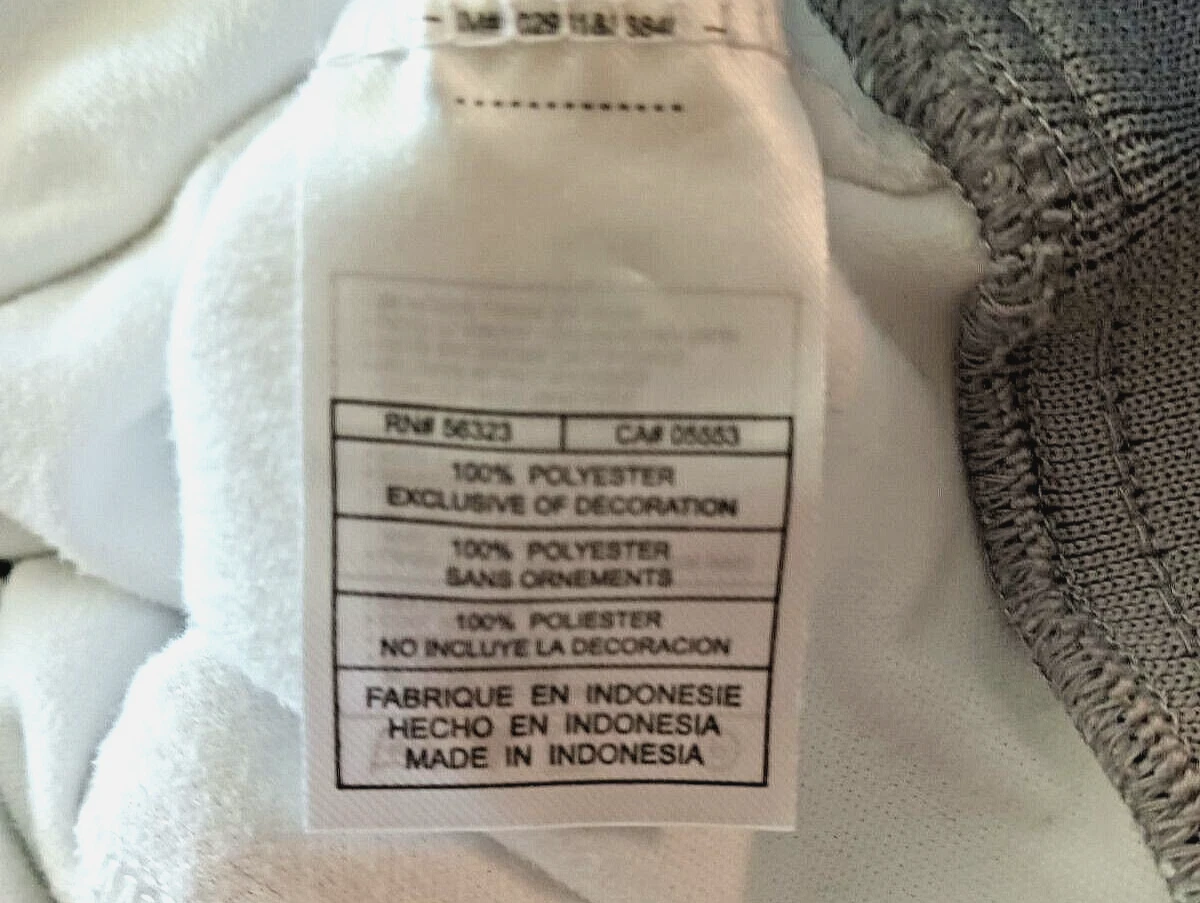 RN# 56323
CA# 05553
100% POLYESTER
EXCLUSIVE OF DECORATION
100% POLYESTER
SANS ORNEMENTS
100% POLIESTER
NO INCLUYE LA DECORACION
FABRIQUE EN INDONESIE
HECHO EN INDONESIA
MADE IN INDONESIA